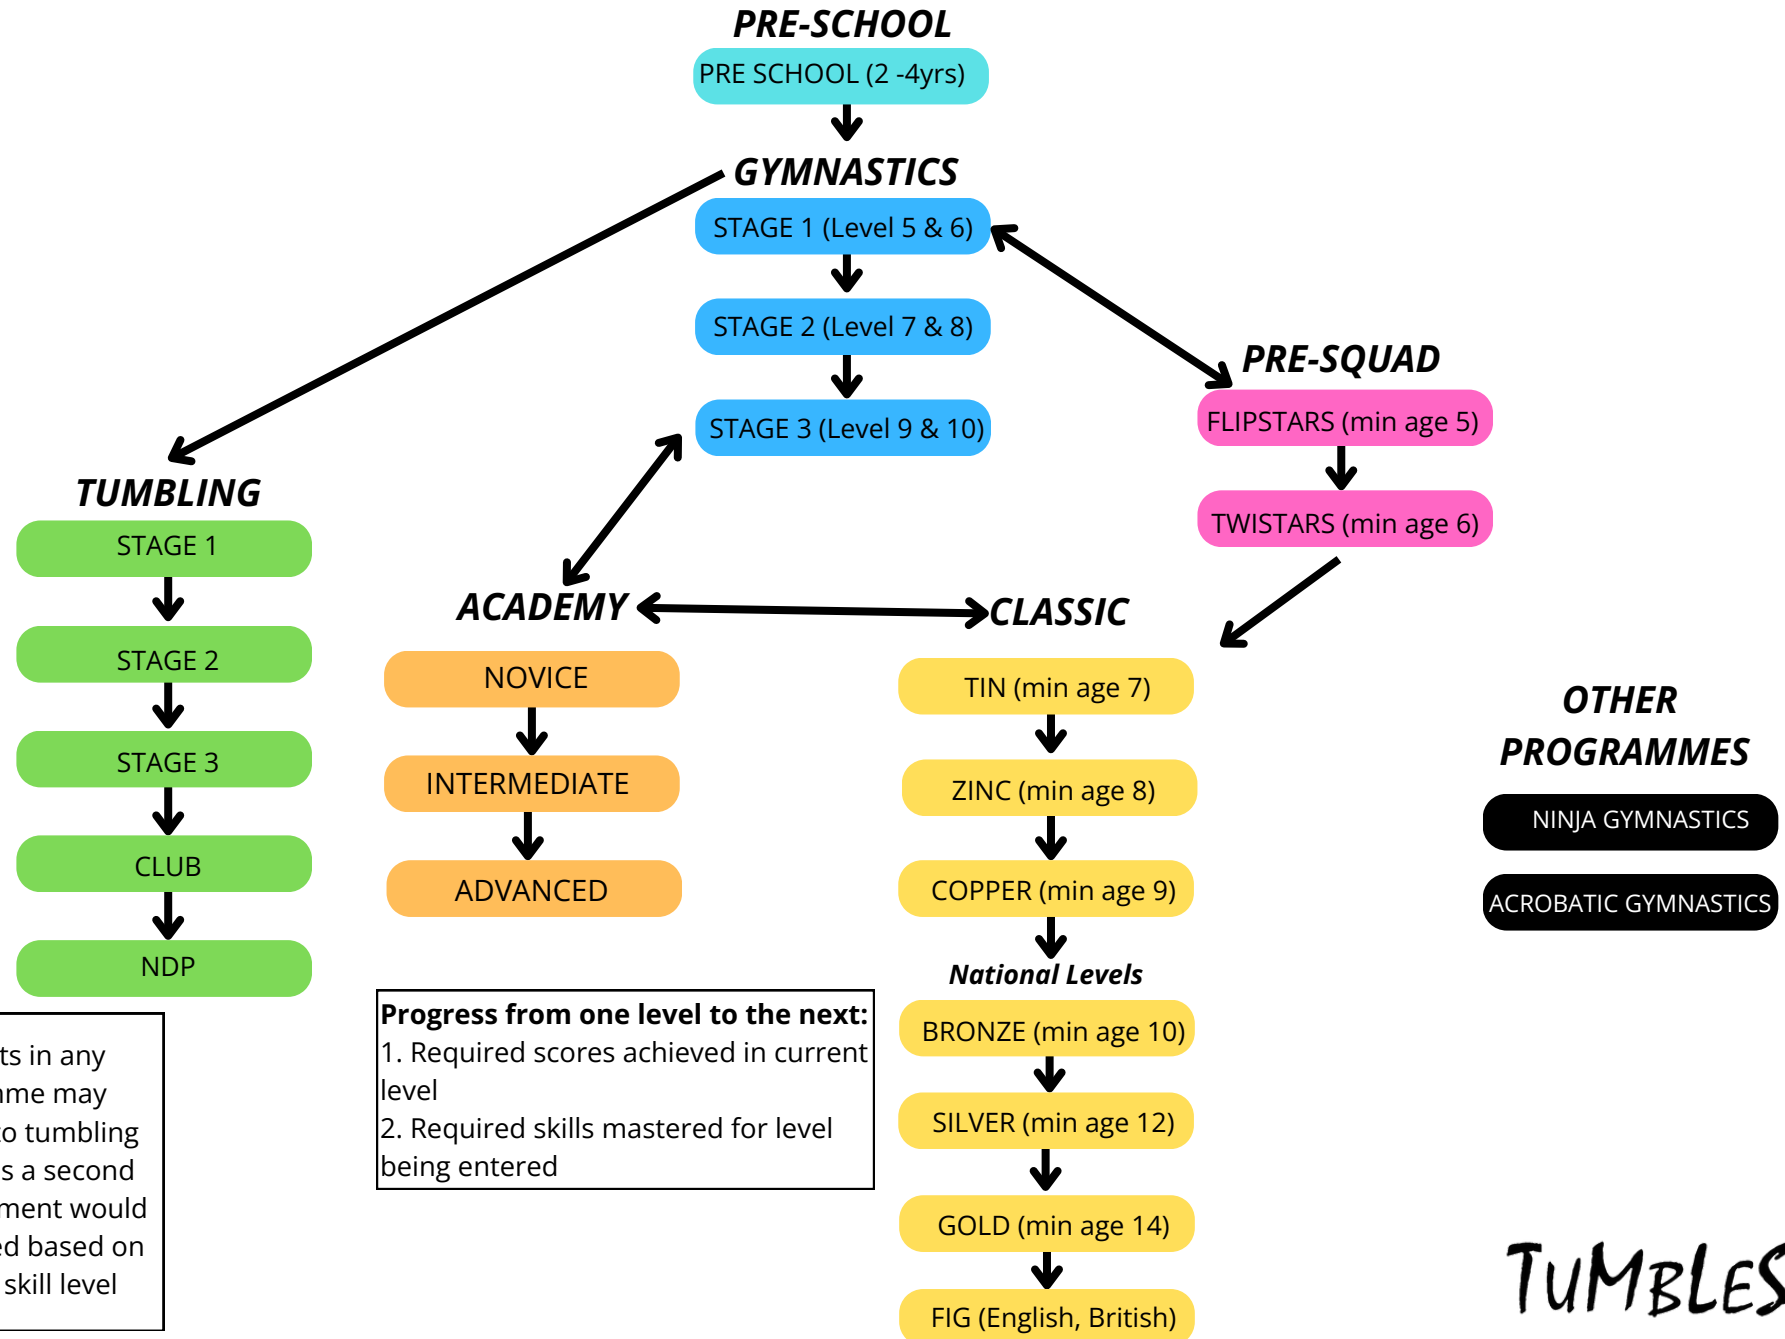 PRE-SCHOOL
PRE SCHOOL (2 -4yrs)
GYMNASTICS
STAGE 1 (Level 5 & 6)
STAGE 2 (Level 7 & 8)
STAGE 3 (Level 9 & 10)
PRE-SQUAD
FLIPSTARS (min age 5)
TWISTARS (min age 6)
TUMBLING
STAGE 1
STAGE 2
STAGE 3
CLUB
NDP
ACADEMY
NOVICE
INTERMEDIATE
ADVANCED
CLASSIC
TIN (min age 7)
ZINC (min age 8)
COPPER (min age 9)
National Levels
BRONZE (min age 10)
SILVER (min age 12)
GOLD (min age 14)
FIG (English, British)
OTHER
PROGRAMMES
NINJA GYMNASTICS
ACROBATIC GYMNASTICS
Progress from one level to the next:
1. Required scores achieved in current
level
2. Required skills mastered for level
being entered
in any
may
tumbling
a second
would
based on
skill level
TUMBLES